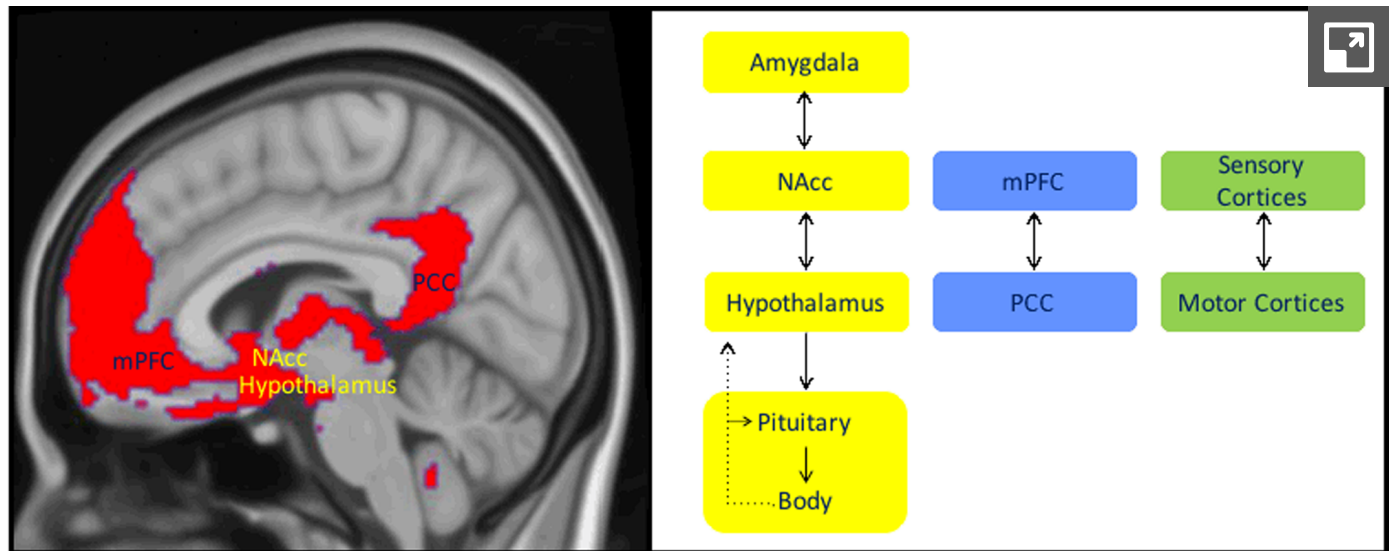 mPFC
NAcc
Hypothalamus
PCC
Amygdala
NAcc
mPFC
Sensory
Cortices
Hypothalamus
PCC
Motor Cortices
Pituitary
Body